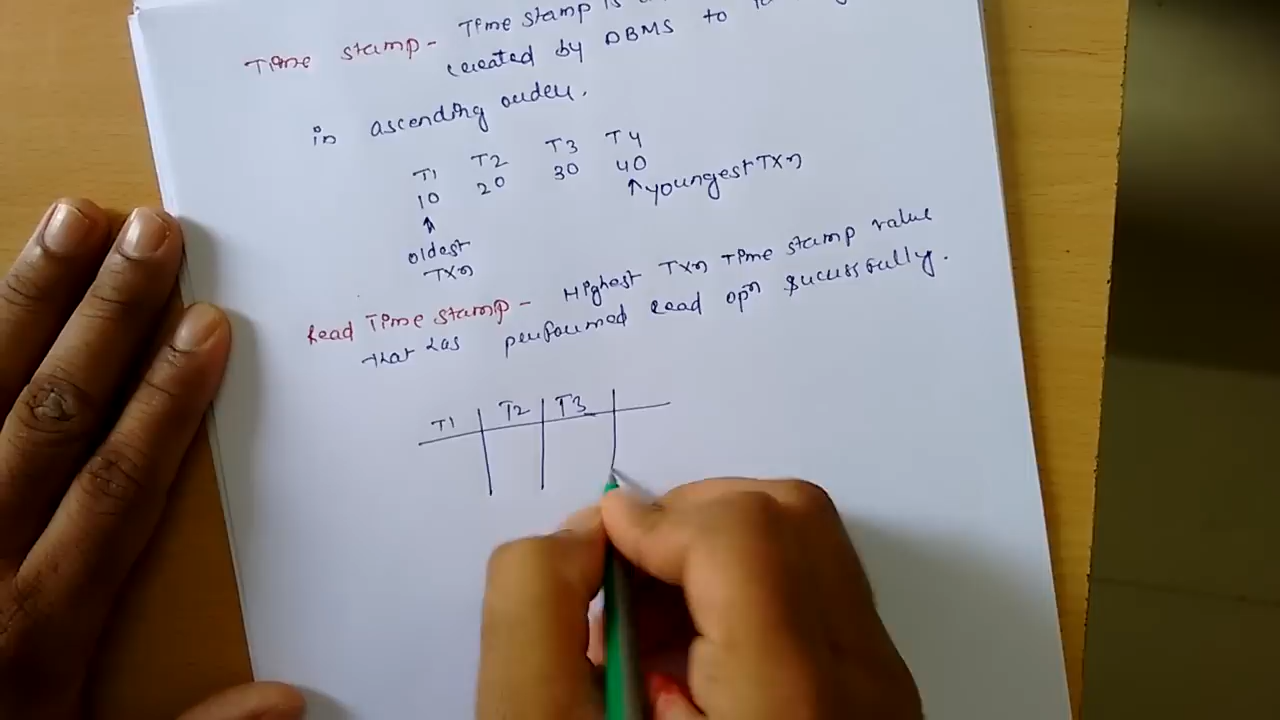 Time stamp - Time stamp is
created by DBMS to
in ascending order.
T1 T2 T3 T4
10 20 30 40
↑ ↑ youngest Txn
oldest
Txn
Read Time stamp - Highest Txn Time stamp value
that has performed read opn successfully.
T1 T2 T3